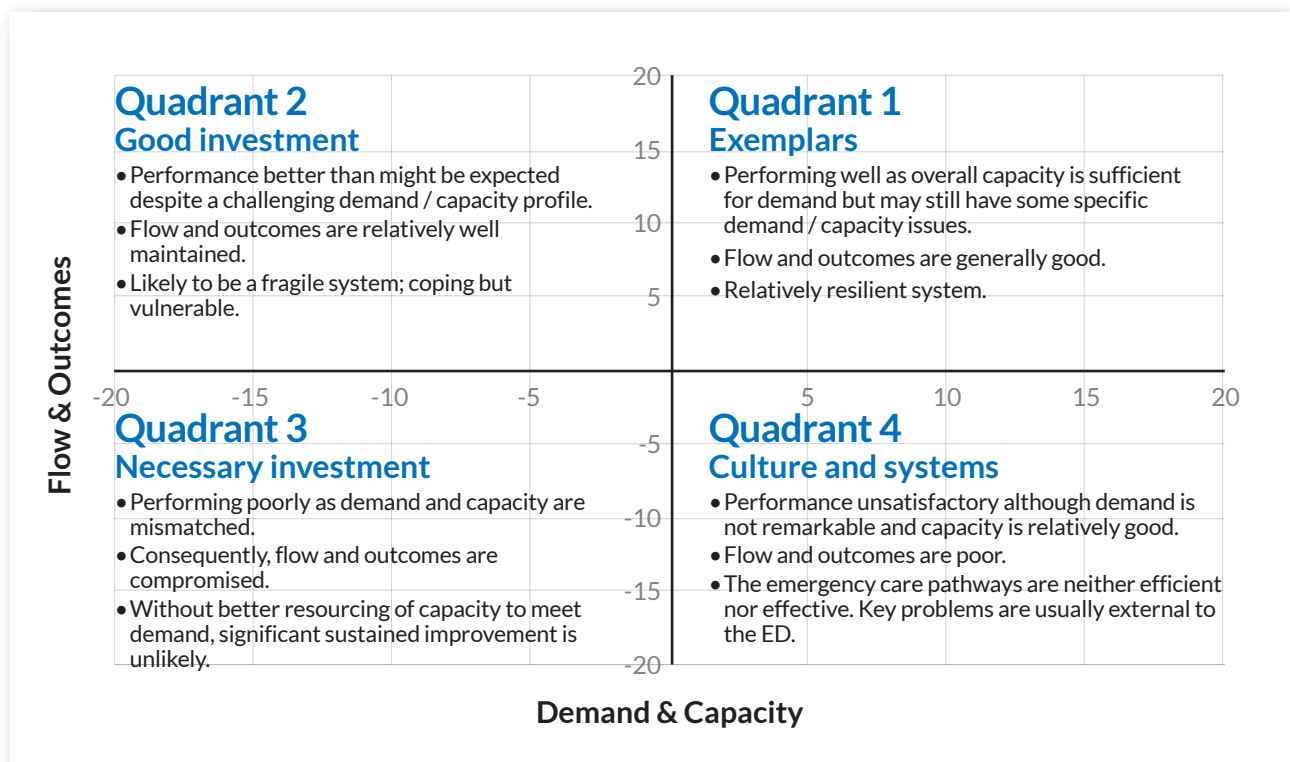 Quadrant 2
Good investment
•Performance better than might be expected
despite a challenging demand / capacity profile.
•Flow and outcomes are relatively well
maintained.
•Likely to be a fragile system; coping but
vulnerable.
Quadrant 1
Exemplars
•Performing well as overall capacity is sufficient
for demand but may still have some specific
demand / capacity issues.
•Flow and outcomes are generally good.
•Relatively resilient system.
20
15
10
5
Flow & Outcomes
-20 -15 -10 -5 5 10 15 20
Quadrant 3
Necessary investment
•Performing poorly as demand and capacity are
mismatched.
•Consequently, flow and outcomes are
compromised.
•Without better resourcing of capacity to meet
demand, significant sustained improvement is
unlikely.
Quadrant 4
Culture and systems
•Performance unsatisfactory although demand is
not remarkable and capacity is relatively good.
•Flow and outcomes are poor.
•The emergency care pathways are neither efficient
nor effective. Key problems are usually external to
the ED.
-5
-10
-15
-20
Demand & Capacity